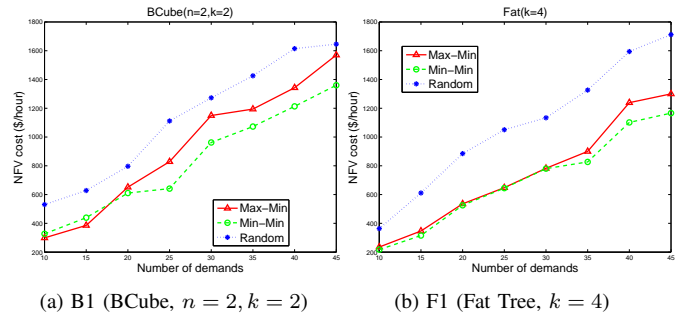 BCube(n=2,k=2)
1800
1600
1400
1200
1000
800
600
400
200
NFV cost ($/hour)
Max−Min
Min−Min
Random
10 15 20 25 30 35 40 45
Number of demands
(a) B1 (BCube, n = 2, k = 2)
Fat(k=4)
1800
1600
1400
1200
1000
800
600
400
200
NFV cost ($/hour)
Max−Min
Min−Min
Random
10 15 20 25 30 35 40 45
Number of demands
(b) F1 (Fat Tree, k = 4)